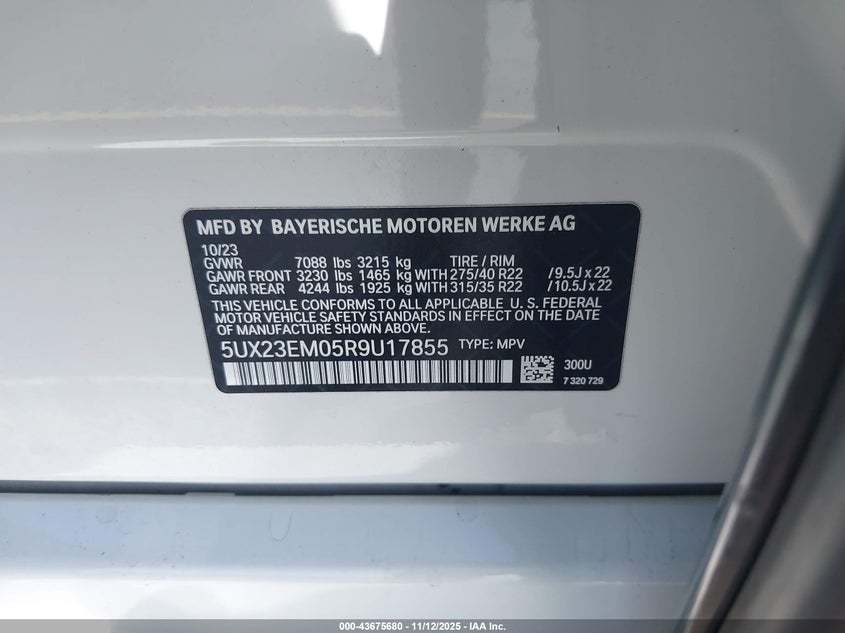 MFD BY BAYERISCHE MOTOREN WERKE AG
10/23
GVWR 7088 lbs 3215 kg TIRE / RIM
GAWR FRONT 3230 lbs 1465 kg WITH 275/40 R22 /9.5J x 22
GAWR REAR 4244 lbs 1925 kg WITH 315/35 R22 /10.5J x 22
THIS VEHICLE CONFORMS TO ALL APPLICABLE U. S. FEDERAL
MOTOR VEHICLE SAFETY STANDARDS IN EFFECT ON THE DATE
OF MANUFACTURE SHOWN ABOVE.
5UX23EM05R9U17855 TYPE: MPV
300U
7 320 729
000-43675680 - 11/12/2025 - IAA Inc.